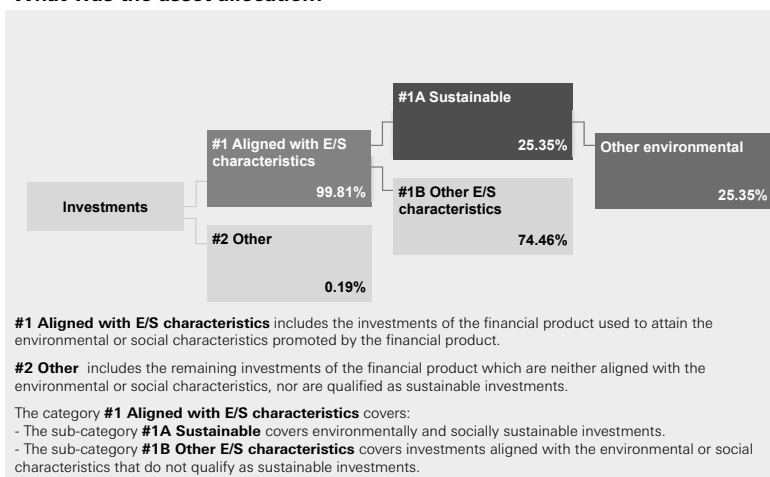 What was the asset allocation?
#1A Sustainable
25.35%
#1 Aligned with E/S
characteristics
99.81%
Other environmental
25.35%
Investments
#1B Other E/S
characteristics
74.46%
#2 Other
0.19%
#1 Aligned with E/S characteristics includes the investments of the financial product used to attain the
environmental or social characteristics promoted by the financial product.
#2 Other includes the remaining investments of the financial product which are neither aligned with the
environmental or social characteristics, nor are qualified as sustainable investments.
The category #1 Aligned with E/S characteristics covers:
- The sub-category #1A Sustainable covers environmentally and socially sustainable investments.
- The sub-category #1B Other E/S characteristics covers investments aligned with the environmental or social
characteristics that do not qualify as sustainable investments.